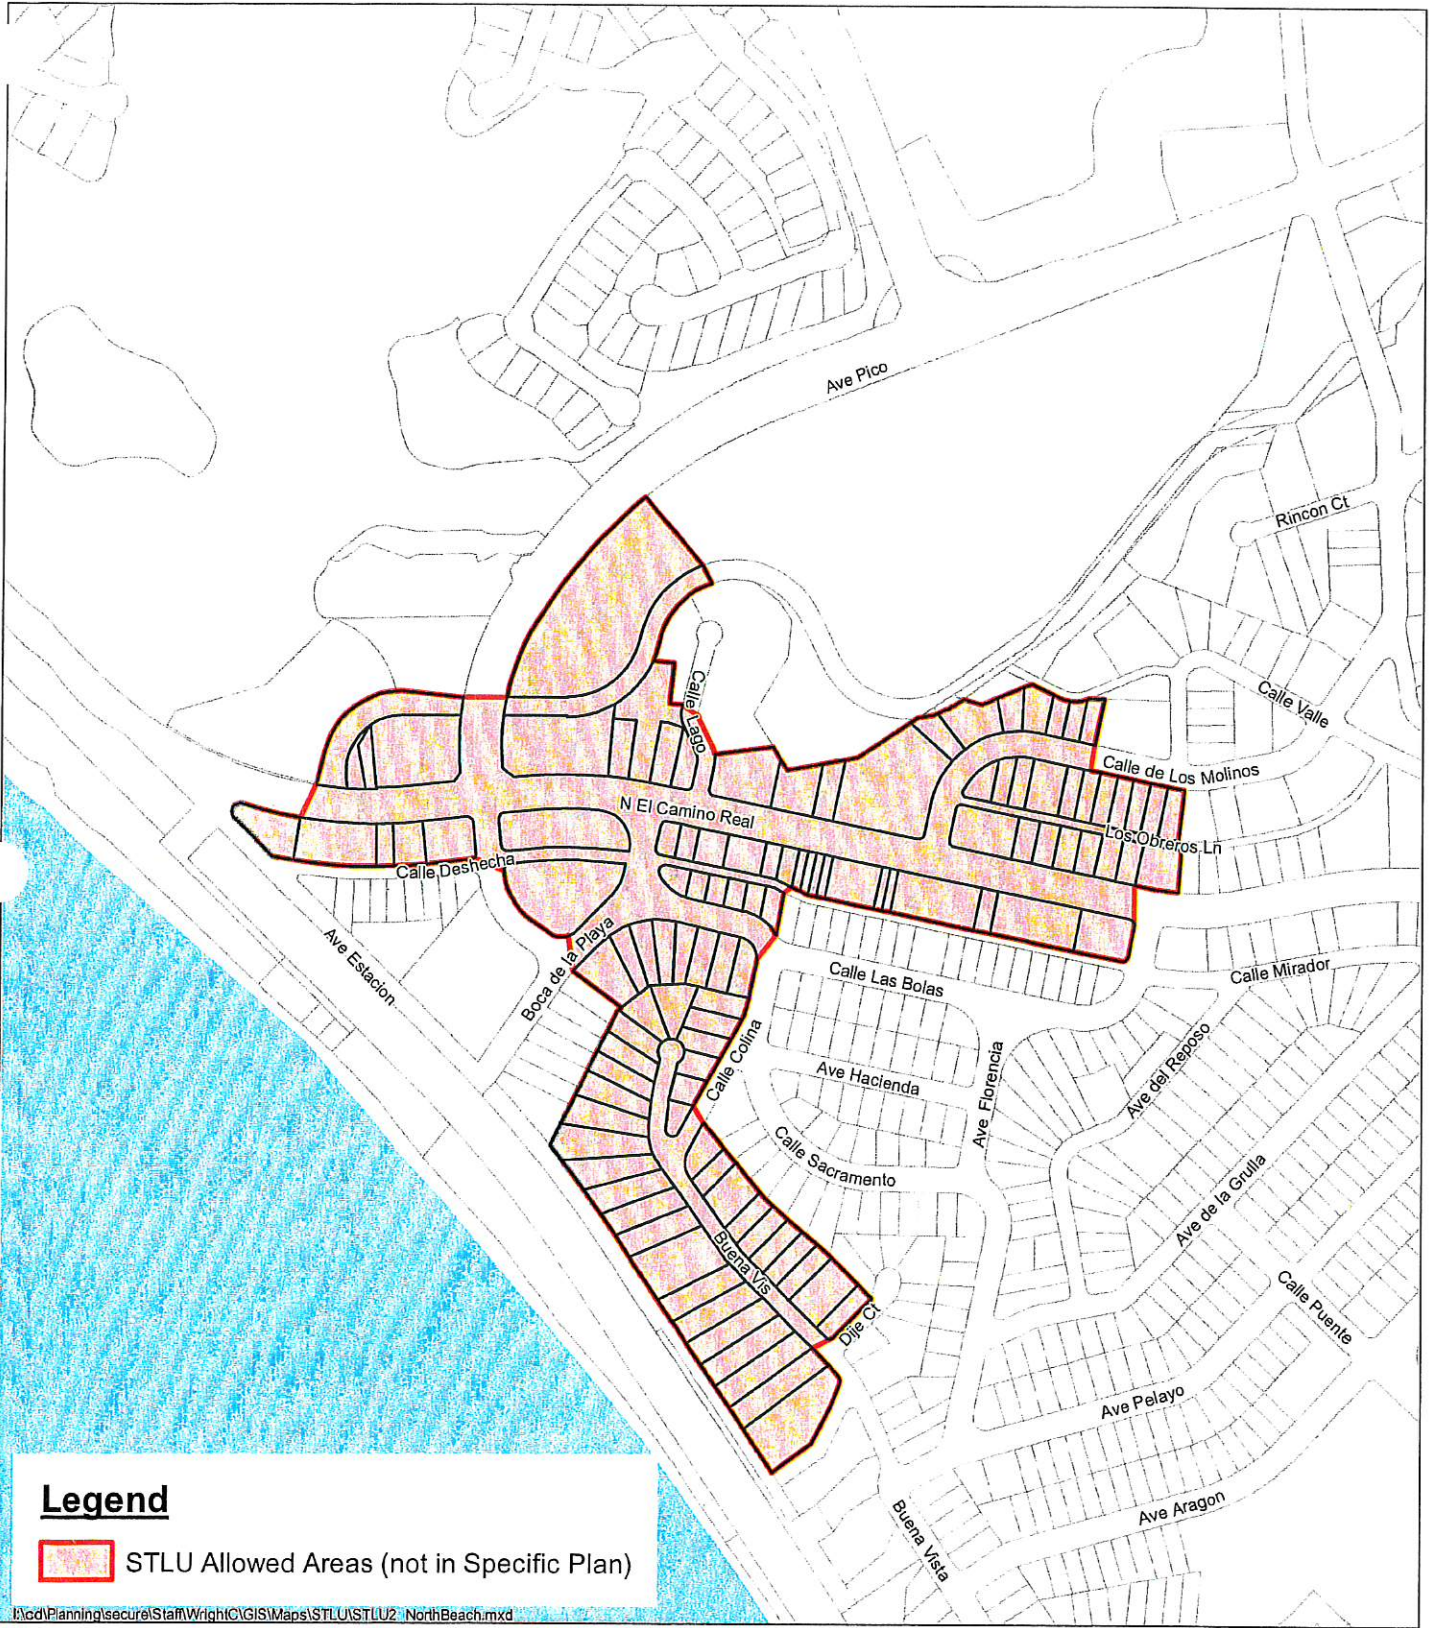 Ave Pico
Rincon Ct
Calle Valle
Calle Lago
Calle de Los Molinos
N El Camino Real
Los Obreros Ln
Calle Deshecha
Boca de la Playa
Ave Estacion
Calle Las Bolas
Calle Mirador
Calle Colina
Ave Hacienda
Ave Florencia
Ave del Reposo
Calle Sacramento
Ave de la Grulla
Buena Vis
Dije Ct
Calle Puente
Ave Pelayo
Ave Aragon
Buena Vista
Legend
STLU Allowed Areas (not in Specific Plan)
I:\cd\Planning\secure\Staff\WrightC\GIS\Maps\STLU\STLU2_NorthBeach.mxd